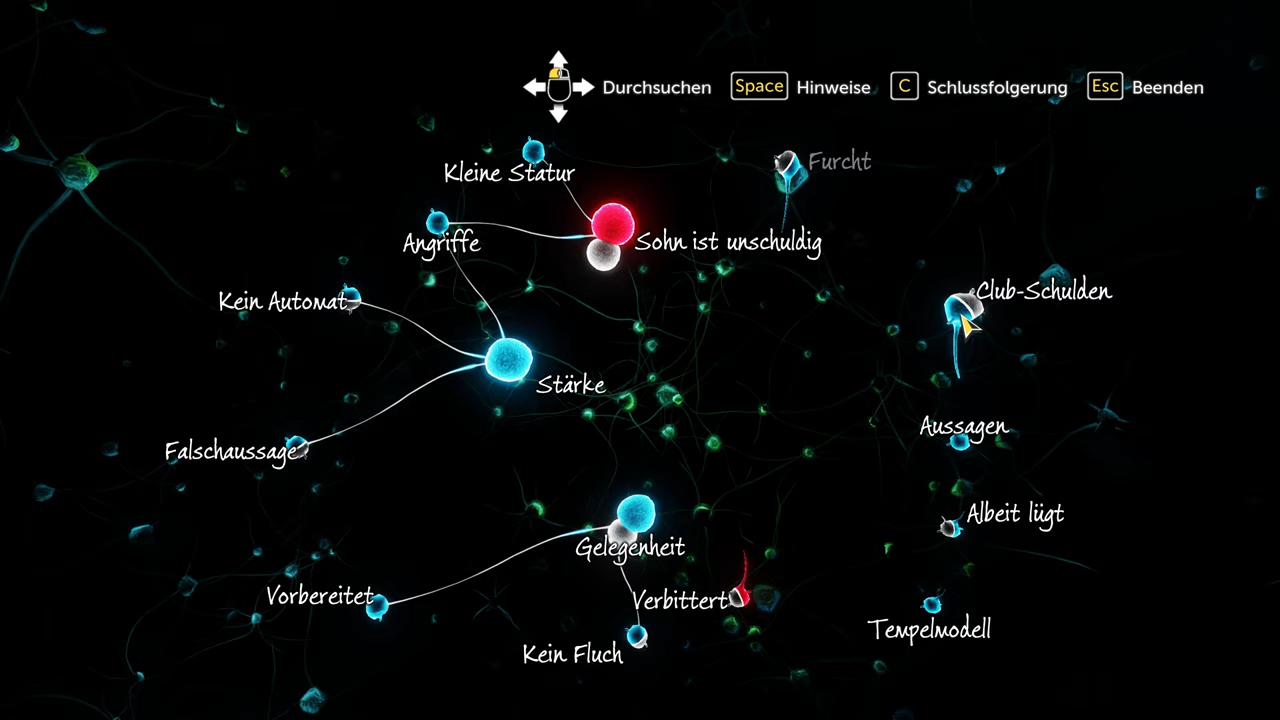 Durchsuchen
Space
Hinweise
C
Schlussfolgerung
Esc
Beenden
Kleine Statur
Furcht
Angriffe
Sohn ist unschuldig
Kein Automat
Club-Schulden
Stärke
Aussagen
Falschaussage
Albeit lügt
Gelegenheit
Vorbereitet
Verbittert
Tempelmodell
Kein Fluch